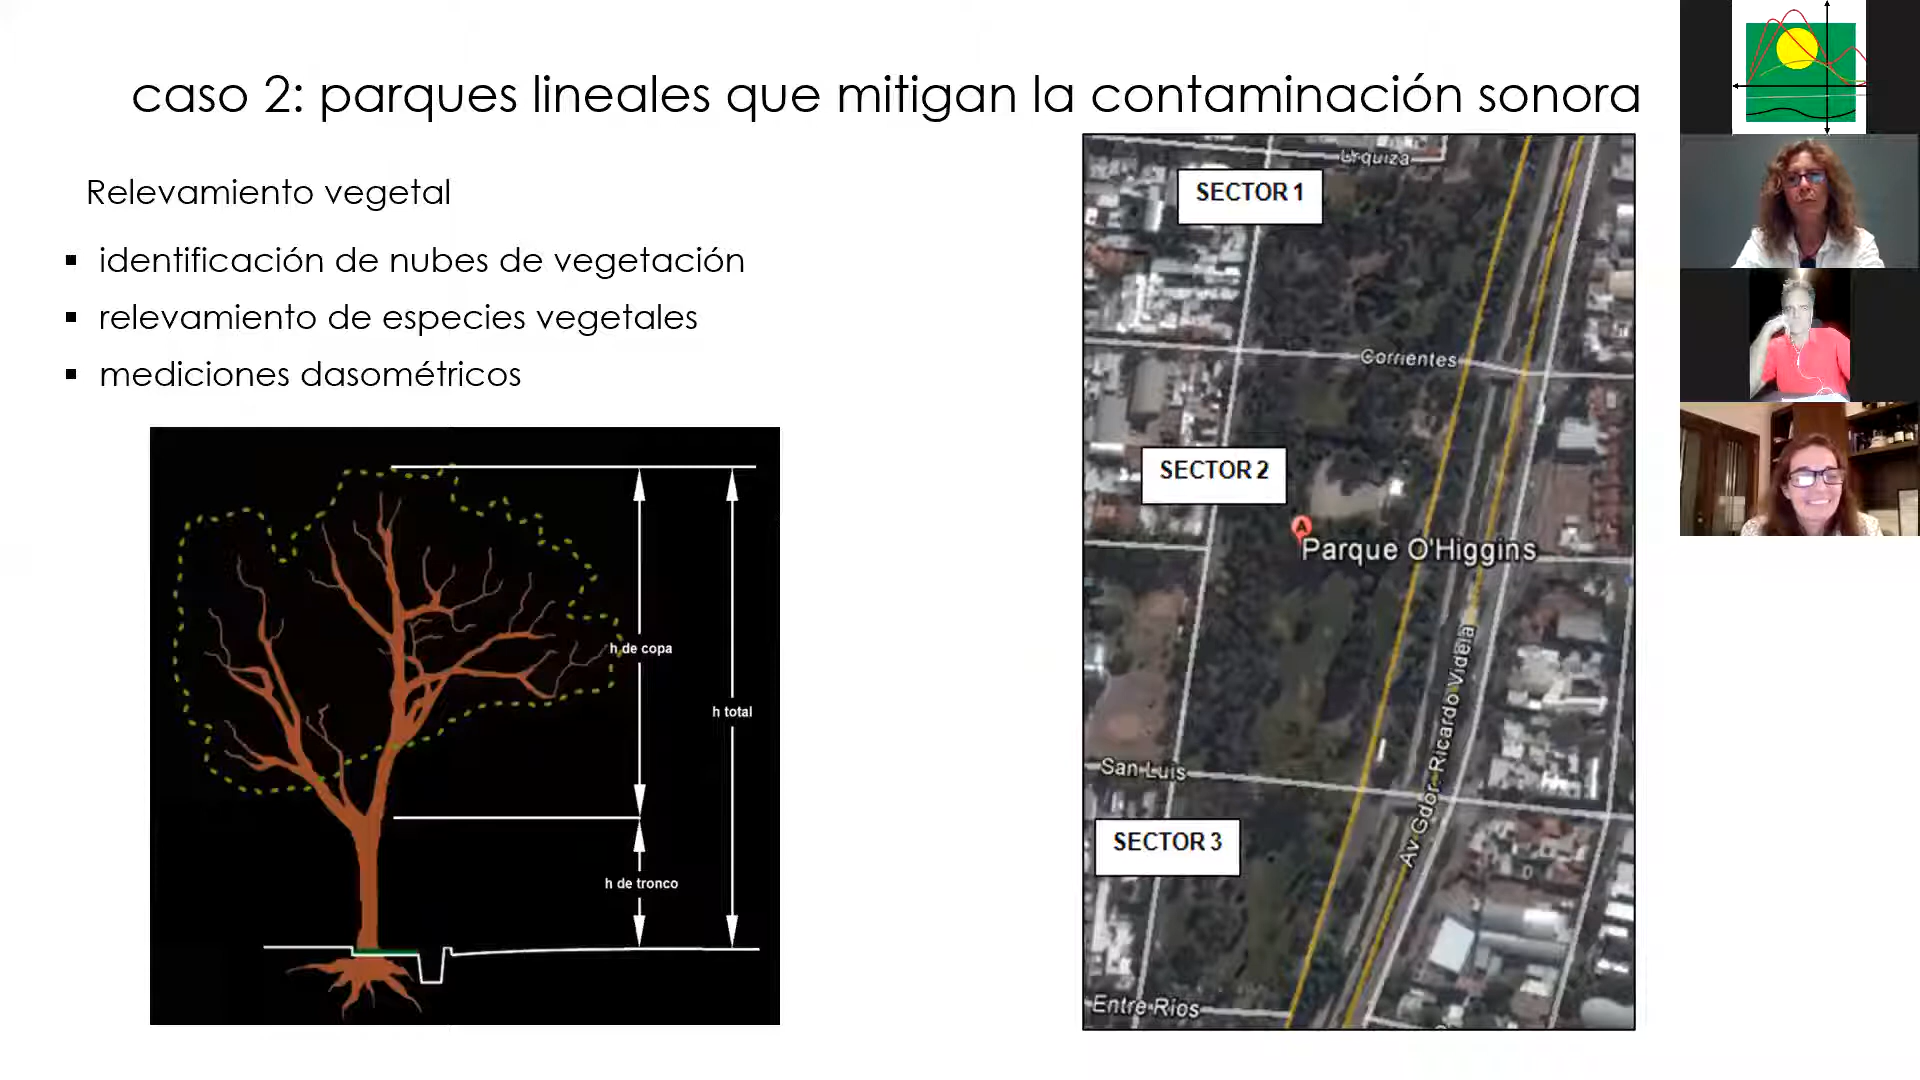 caso 2: parques lineales que mitigan la contaminación sonora
Relevamiento vegetal
▪ identificación de nubes de vegetación
▪ relevamiento de especies vegetales
▪ mediciones dasométricos
h de copa
h total
h de tronco
Urquiza
SECTOR 1
Corrientes
SECTOR 2
A
Parque O'Higgins
Av Gdor. Ricardo Videla
San Luis
SECTOR 3
Entre Rios